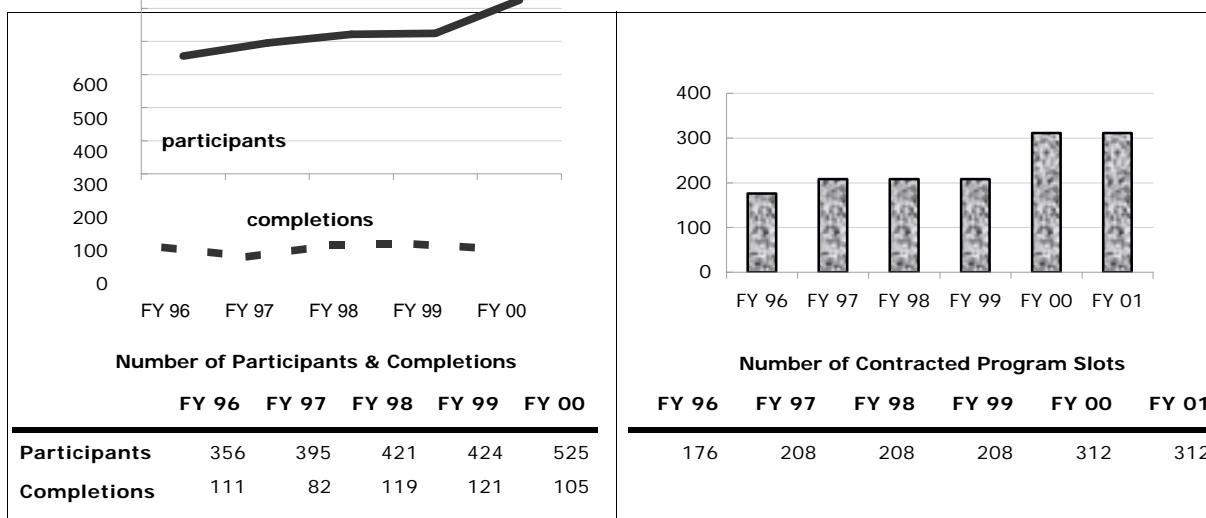 600
500
400
300
200
100
0
participants
completions
FY 96 FY 97 FY 98 FY 99 FY 00
Number of Participants & Completions
FY 96 FY 97 FY 98 FY 99 FY 00
Participants 356 395 421 424 525
Completions 111 82 119 121 105
400
300
200
100
0
FY 96 FY 97 FY 98 FY 99 FY 00 FY 01
Number of Contracted Program Slots
FY 96 FY 97 FY 98 FY 99 FY 00 FY 01
176 208 208 208 312 312